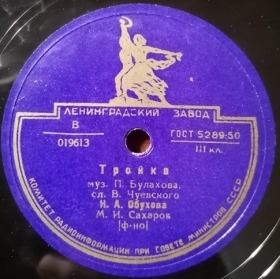 ЛЕНИНГРАДСКИЙ ЗАВОД
В
019613
ГОСТ 5289-50
III кл.
Тройка
муз. П. Булахова,
сл. В. Чуевского
Н. А. Обухова
М. И. Сахаров
[ф-но]
КОМИТЕТ РАДИОИНФОРМАЦИИ ПРИ СОВЕТЕ МИНИСТРОВ СССР